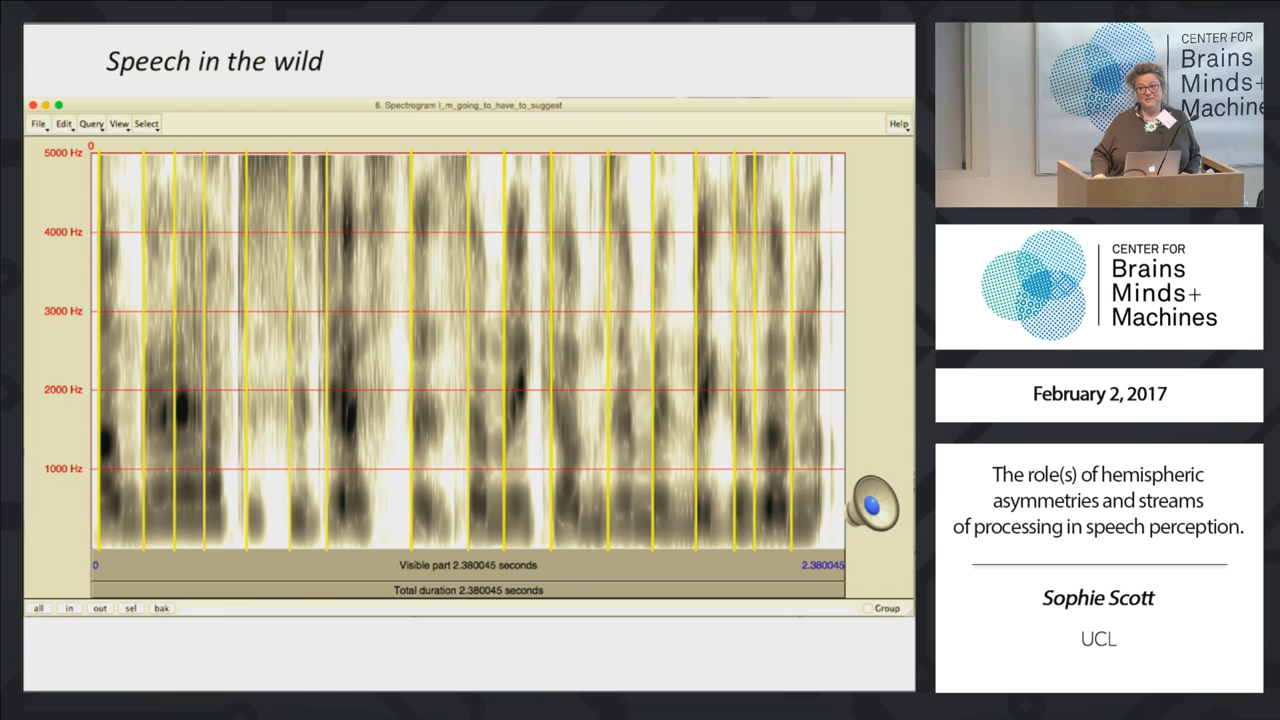 Speech in the wild
6. Spectrogram I_m_going_to_have_to_suggest
File Edit Query View Select Help
0
5000 Hz
4000 Hz
3000 Hz
2000 Hz
1000 Hz
0 Visible part 2.380045 seconds 2.380045
Total duration 2.380045 seconds
all in out sel bak Group
CENTER FOR
Brains
Minds+
Machine
CENTER FOR
Brains
Minds+
Machines
February 2, 2017
The role(s) of hemispheric
asymmetries and streams
of processing in speech perception.
Sophie Scott
UCL